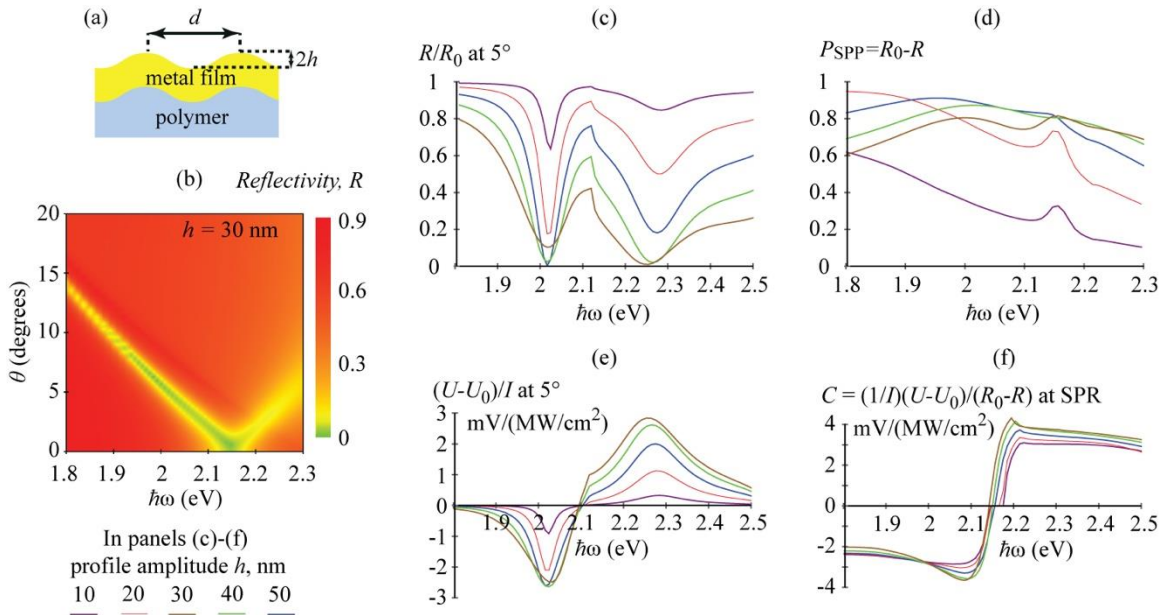 (a)
d
2h
metal film
polymer
(b)
Reflectivity, R
h = 30 nm
20
15
10
5
0
θ (degrees)
1.8 1.9 2 2.1 2.2 2.3
ħω (eV)
0.9
0.6
0.3
0
In panels (c)-(f)
profile amplitude h, nm
10 20 30 40 50
(c)
R/R0 at 5°
1
0.8
0.6
0.4
0.2
0
1.9 2 2.1 2.2 2.3 2.4 2.5
ħω (eV)
(d)
PSPP=R0-R
1
0.8
0.6
0.4
0.2
0
1.8 1.9 2 2.1 2.2 2.3
ħω (eV)
(e)
(U-U0)/I at 5°
mV/(MW/cm²)
3
2
1
0
-1
-2
-3
1.9 2 2.1 2.2 2.3 2.4 2.5
ħω (eV)
(f)
C = (1/I)(U-U0)/(R0-R) at SPR
mV/(MW/cm²)
4
2
0
-2
-4
1.9 2 2.1 2.2 2.3 2.4 2.5
ħω (eV)